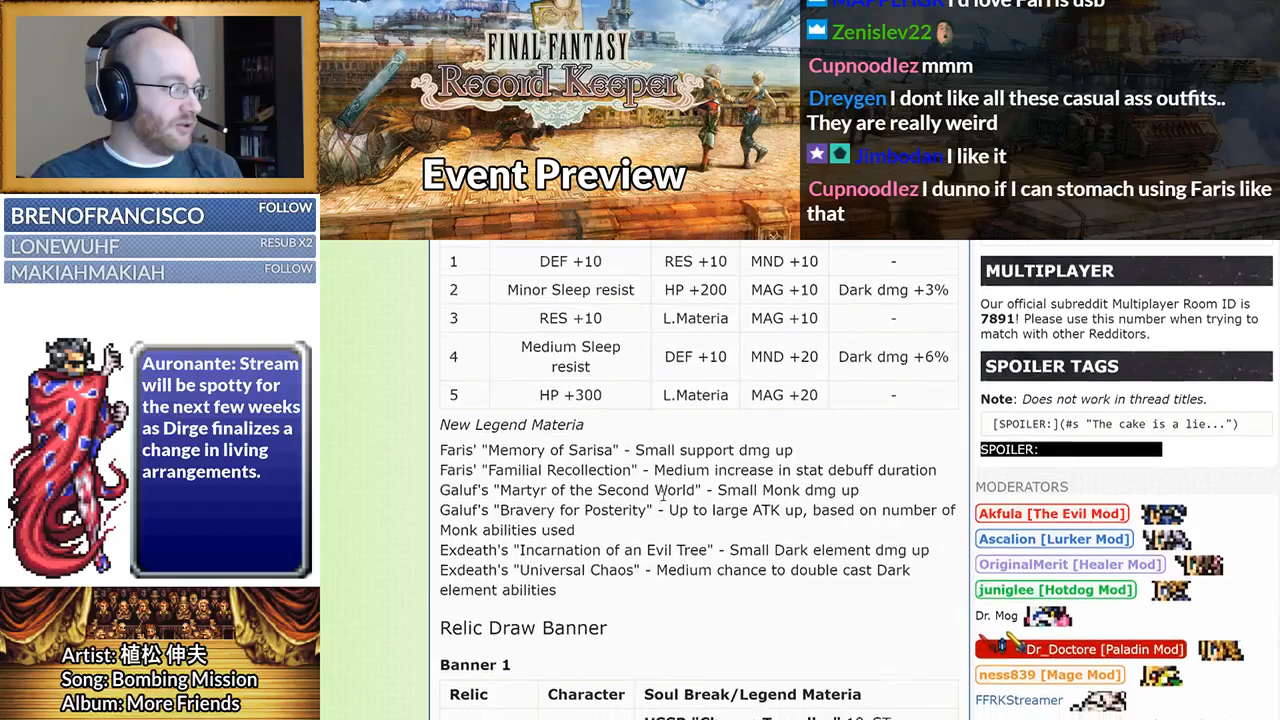 FINAL FANTASY
Record Keeper
Event Preview
MAPPLEHGR I'd love Farris usb
Zenislev22
Cupnoodlez mmm
Dreygen I dont like all these casual ass outfits..
They are really weird
Jimbodan I like it
Cupnoodlez I dunno if I can stomach using Faris like
that
BRENOFRANCISCO FOLLOW
LONEWUHF RESUB X2
MAKIAHMAKIAH FOLLOW
Auronante: Stream
will be spotty for
the next few weeks
as Dirge finalizes a
change in living
arrangements.
Artist: 植松 伸夫
Song: Bombing Mission
Album: More Friends
1 DEF +10 RES +10 MND +10 -
2 Minor Sleep resist HP +200 MAG +10 Dark dmg +3%
3 RES +10 L.Materia MAG +10 -
4 Medium Sleep resist DEF +10 MND +20 Dark dmg +6%
5 HP +300 L.Materia MAG +20 -
New Legend Materia
Faris' "Memory of Sarisa" - Small support dmg up
Faris' "Familial Recollection" - Medium increase in stat debuff duration
Galuf's "Martyr of the Second World" - Small Monk dmg up
Galuf's "Bravery for Posterity" - Up to large ATK up, based on number of
Monk abilities used
Exdeath's "Incarnation of an Evil Tree" - Small Dark element dmg up
Exdeath's "Universal Chaos" - Medium chance to double cast Dark
element abilities
Relic Draw Banner
Banner 1
Relic Character Soul Break/Legend Materia
MULTIPLAYER
Our official subreddit Multiplayer Room ID is
7891! Please use this number when trying to
match with other Redditors.
SPOILER TAGS
Note: Does not work in thread titles.
[SPOILER:](#s "The cake is a lie...")
SPOILER:
MODERATORS
Akfula [The Evil Mod]
Ascalion [Lurker Mod]
OriginalMerit [Healer Mod]
juniglee [Hotdog Mod]
Dr. Mog
Dr_Doctore [Paladin Mod]
ness839 [Mage Mod]
FFRKStreamer